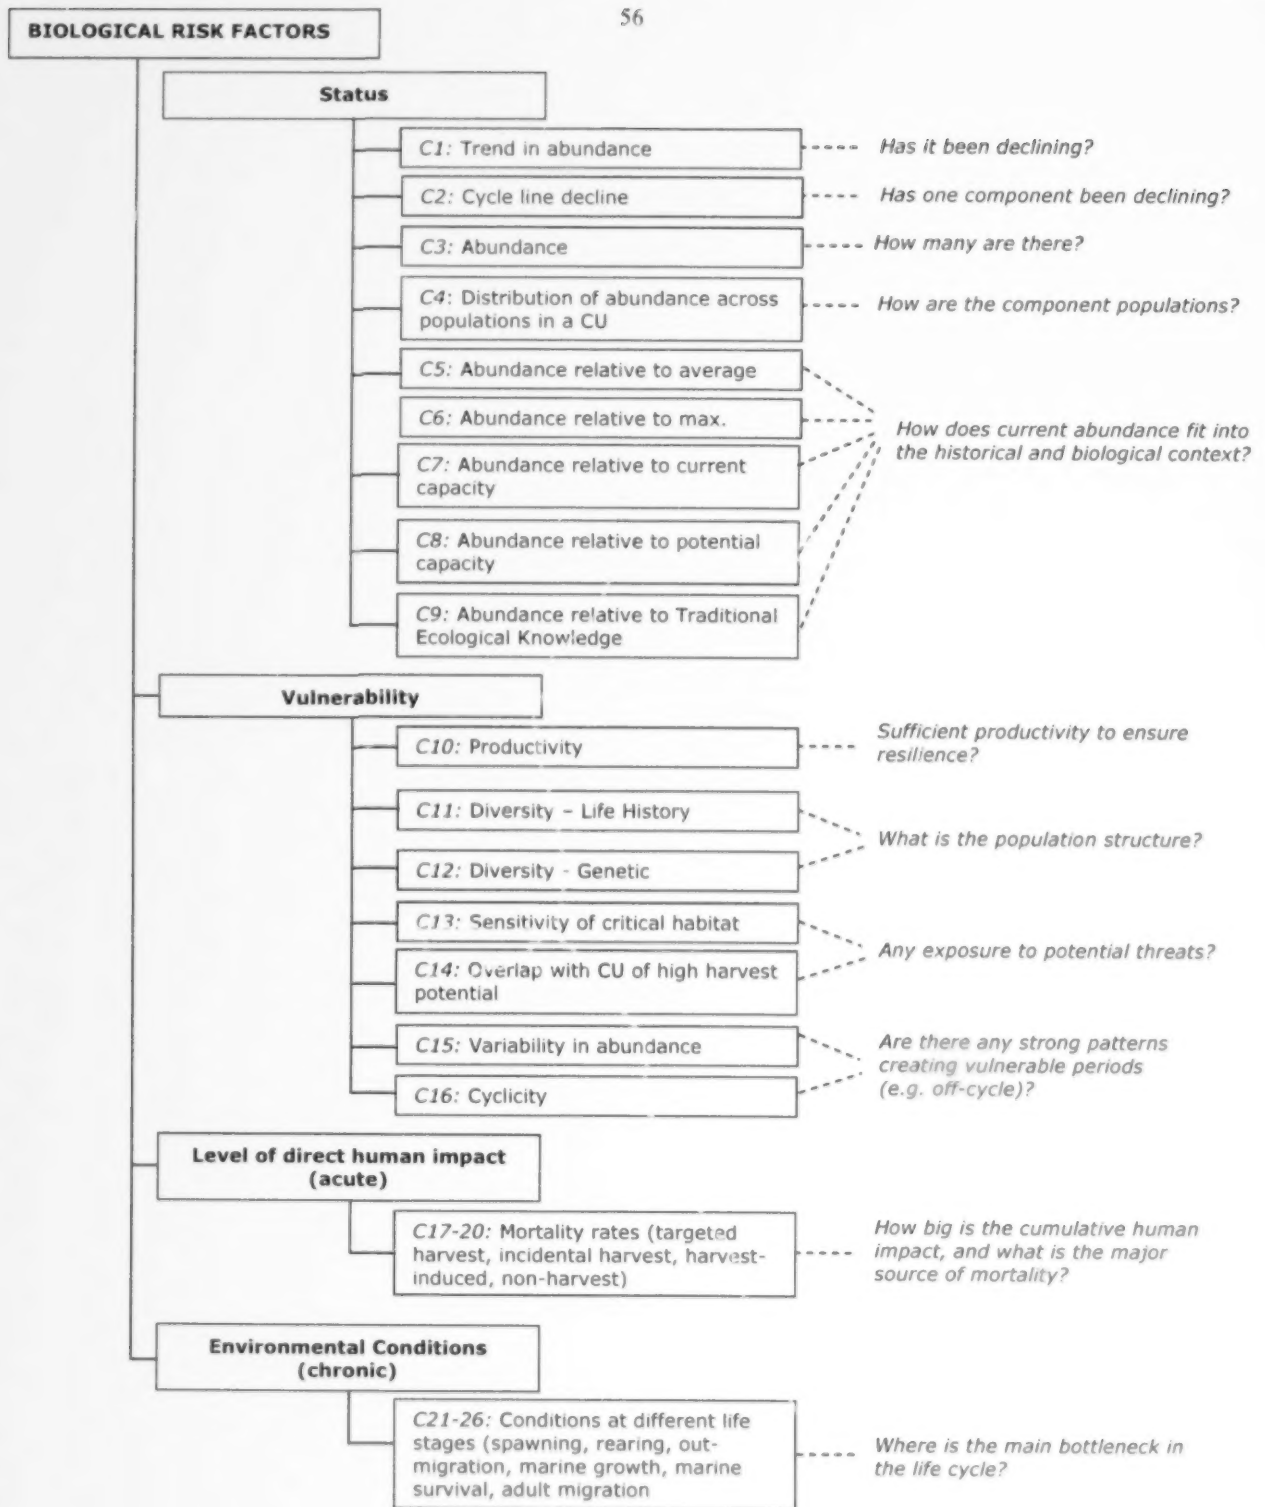 56
BIOLOGICAL RISK FACTORS
Status
C1: Trend in abundance
Has it been declining?
C2: Cycle line decline
Has one component been declining?
C3: Abundance
How many are there?
C4: Distribution of abundance across
populations in a CU
How are the component populations?
C5: Abundance relative to average
C6: Abundance relative to max.
C7: Abundance relative to current
capacity
C8: Abundance relative to potential
capacity
C9: Abundance relative to Traditional
Ecological Knowledge
How does current abundance fit into
the historical and biological context?
Vulnerability
C10: Productivity
Sufficient productivity to ensure
resilience?
C11: Diversity – Life History
C12: Diversity - Genetic
What is the population structure?
C13: Sensitivity of critical habitat
C14: Overlap with CU of high harvest
potential
Any exposure to potential threats?
C15: Variability in abundance
C16: Cyclicity
Are there any strong patterns
creating vulnerable periods
(e.g. off-cycle)?
Level of direct human impact
(acute)
C17-20: Mortality rates (targeted
harvest, incidental harvest, harvest-
induced, non-harvest)
How big is the cumulative human
impact, and what is the major
source of mortality?
Environmental Conditions
(chronic)
C21-26: Conditions at different life
stages (spawning, rearing, out-
migration, marine growth, marine
survival, adult migration
Where is the main bottleneck in
the life cycle?